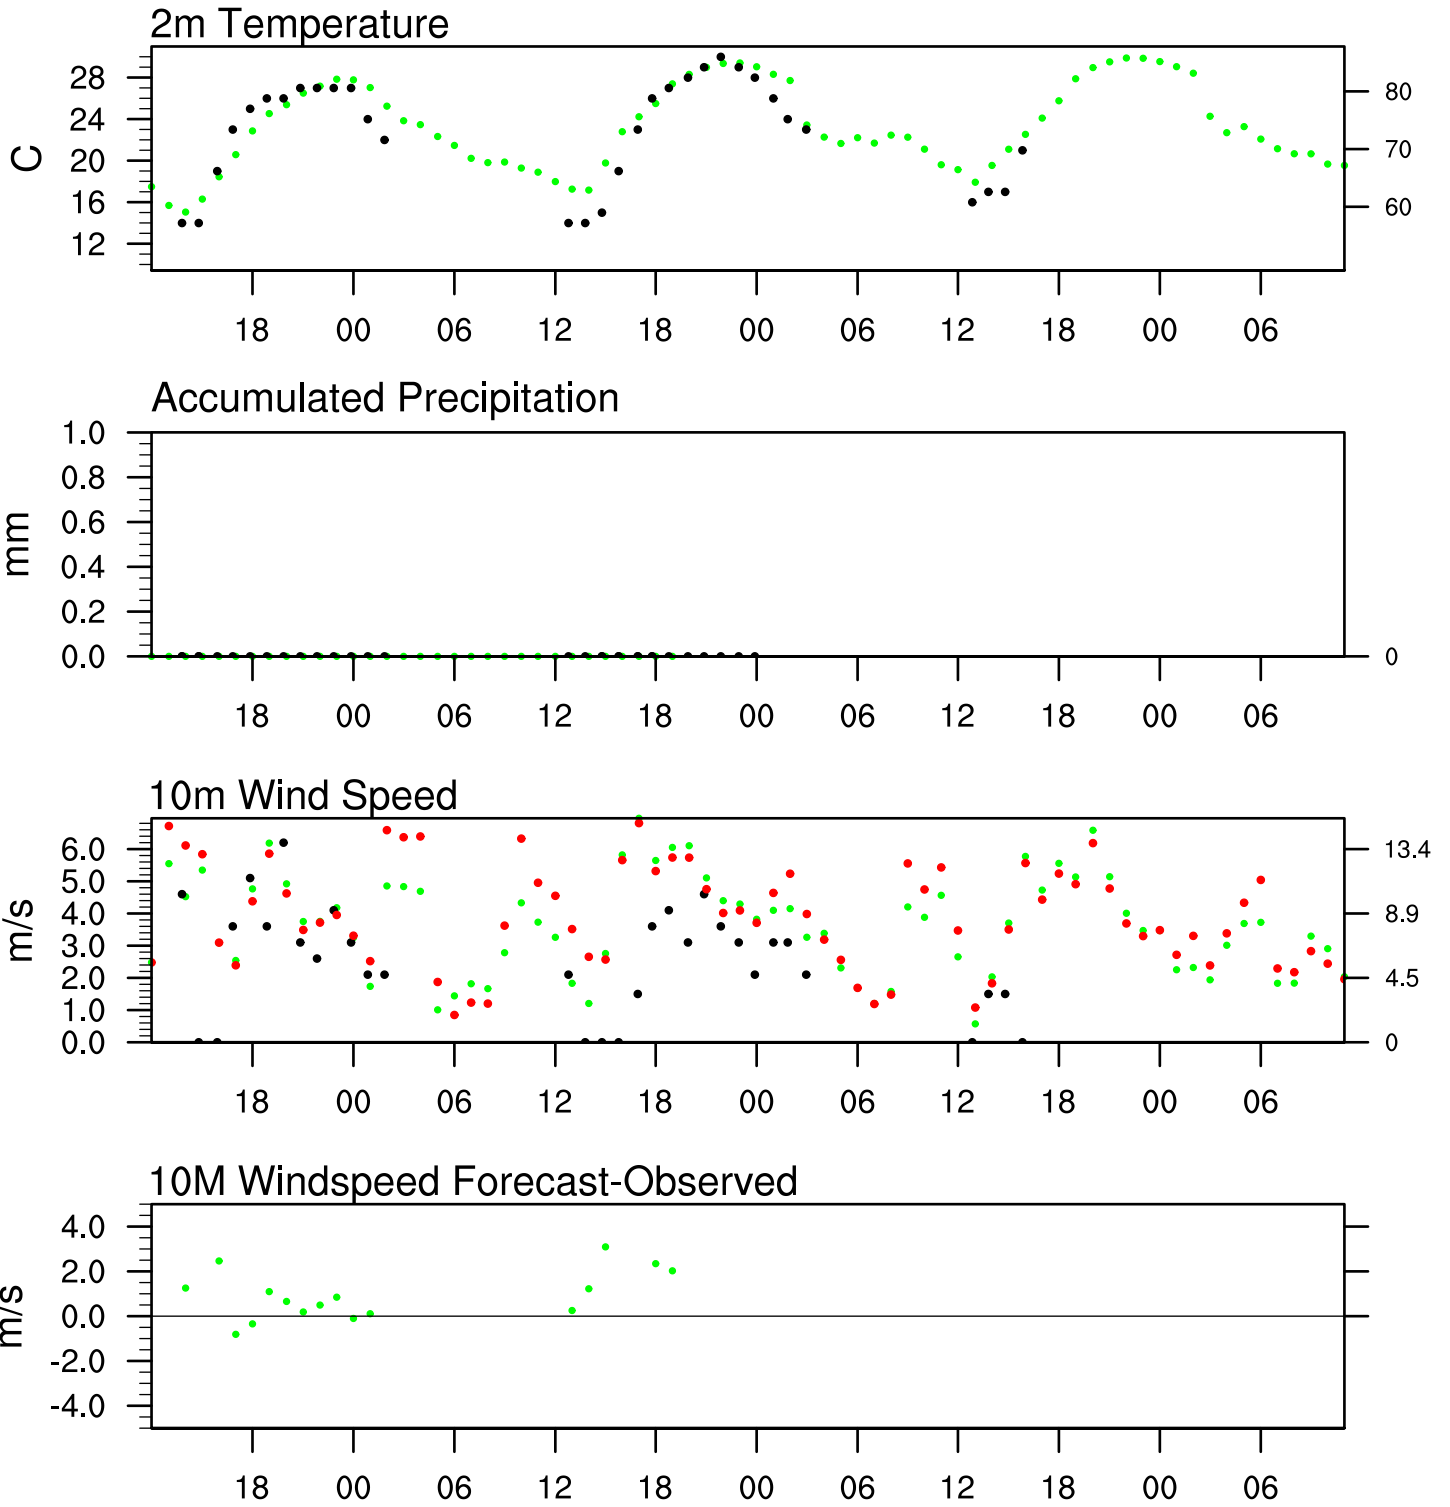 2m Temperature
28
24
20
16
12
C
80
70
60
18 00 06 12 18 00 06 12 18 00 06
Accumulated Precipitation
1.0
0.8
0.6
0.4
0.2
0.0
mm
0
18 00 06 12 18 00 06 12 18 00 06
10m Wind Speed
6.0
5.0
4.0
3.0
2.0
1.0
0.0
m/s
13.4
8.9
4.5
0
18 00 06 12 18 00 06 12 18 00 06
10M Windspeed Forecast-Observed
4.0
2.0
0.0
-2.0
-4.0
m/s
18 00 06 12 18 00 06 12 18 00 06